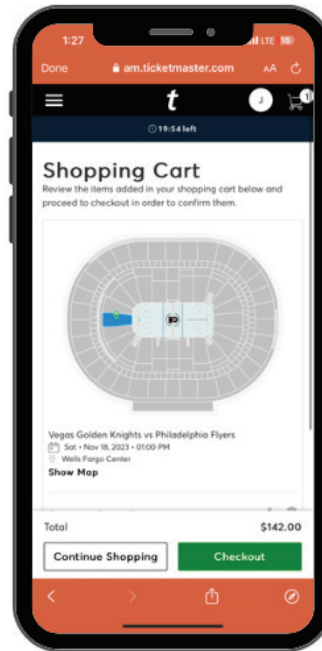 1:27
LTE 15
Done
am.ticketmaster.com
AA
t
J
1
19:54 left
Shopping Cart
Review the items added in your shopping cart below and
proceed to checkout in order to confirm them.
Vegas Golden Knights vs Philadelphia Flyers
Sat • Nov 18, 2023 • 01:00 PM
Wells Fargo Center
Show Map
Total
$142.00
Continue Shopping
Checkout